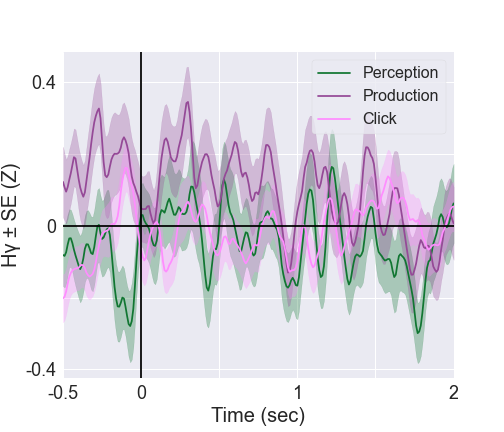 Perception
Production
Click
Hγ ± SE (Z)
0.4
0
-0.4
-0.5
0
1
2
Time (sec)